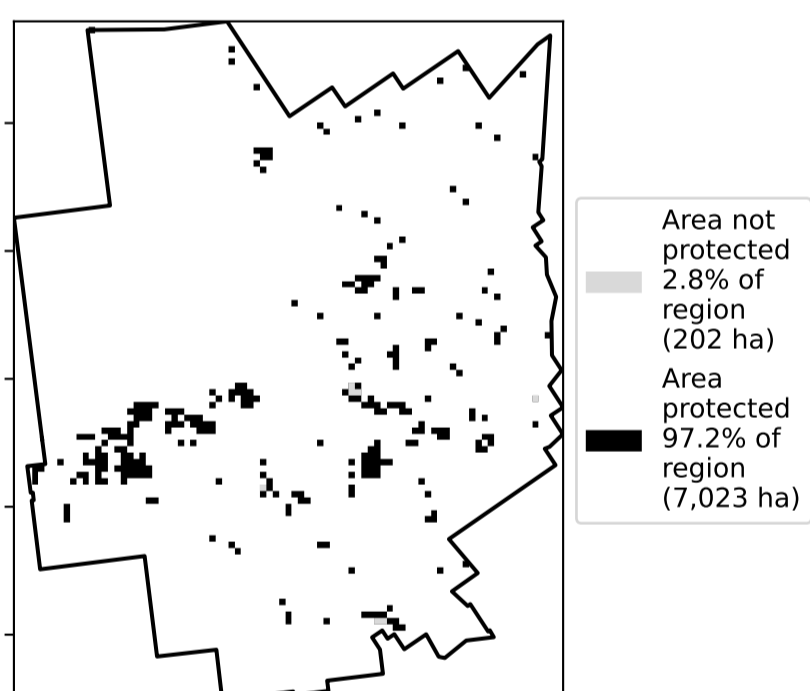 Area not
protected
2.8% of
region
(202 ha)
Area
protected
97.2% of
region
(7,023 ha)